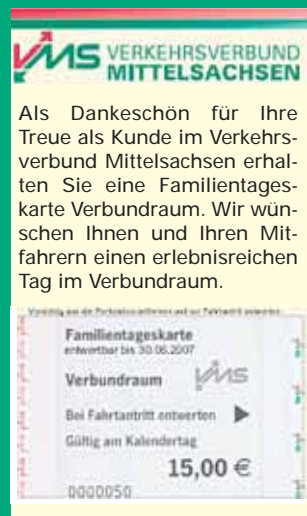 VMS VERKEHRSVERBUND
MITTELSACHSEN
Als Dankeschön für Ihre
Treue als Kunde im Verkehrs-
verbund Mittelsachsen erhal-
ten Sie eine Familientages-
karte Verbundraum. Wir wün-
schen Ihnen und Ihren Mit-
fahrern einen erlebnisreichen
Tag im Verbundraum.
Familientageskarte
entwertbar bis 30.06.2007
Verbundraum VMS
Bei Fahrtantritt entwerten
Gültig am Kalendertag
15,00 €
0000050